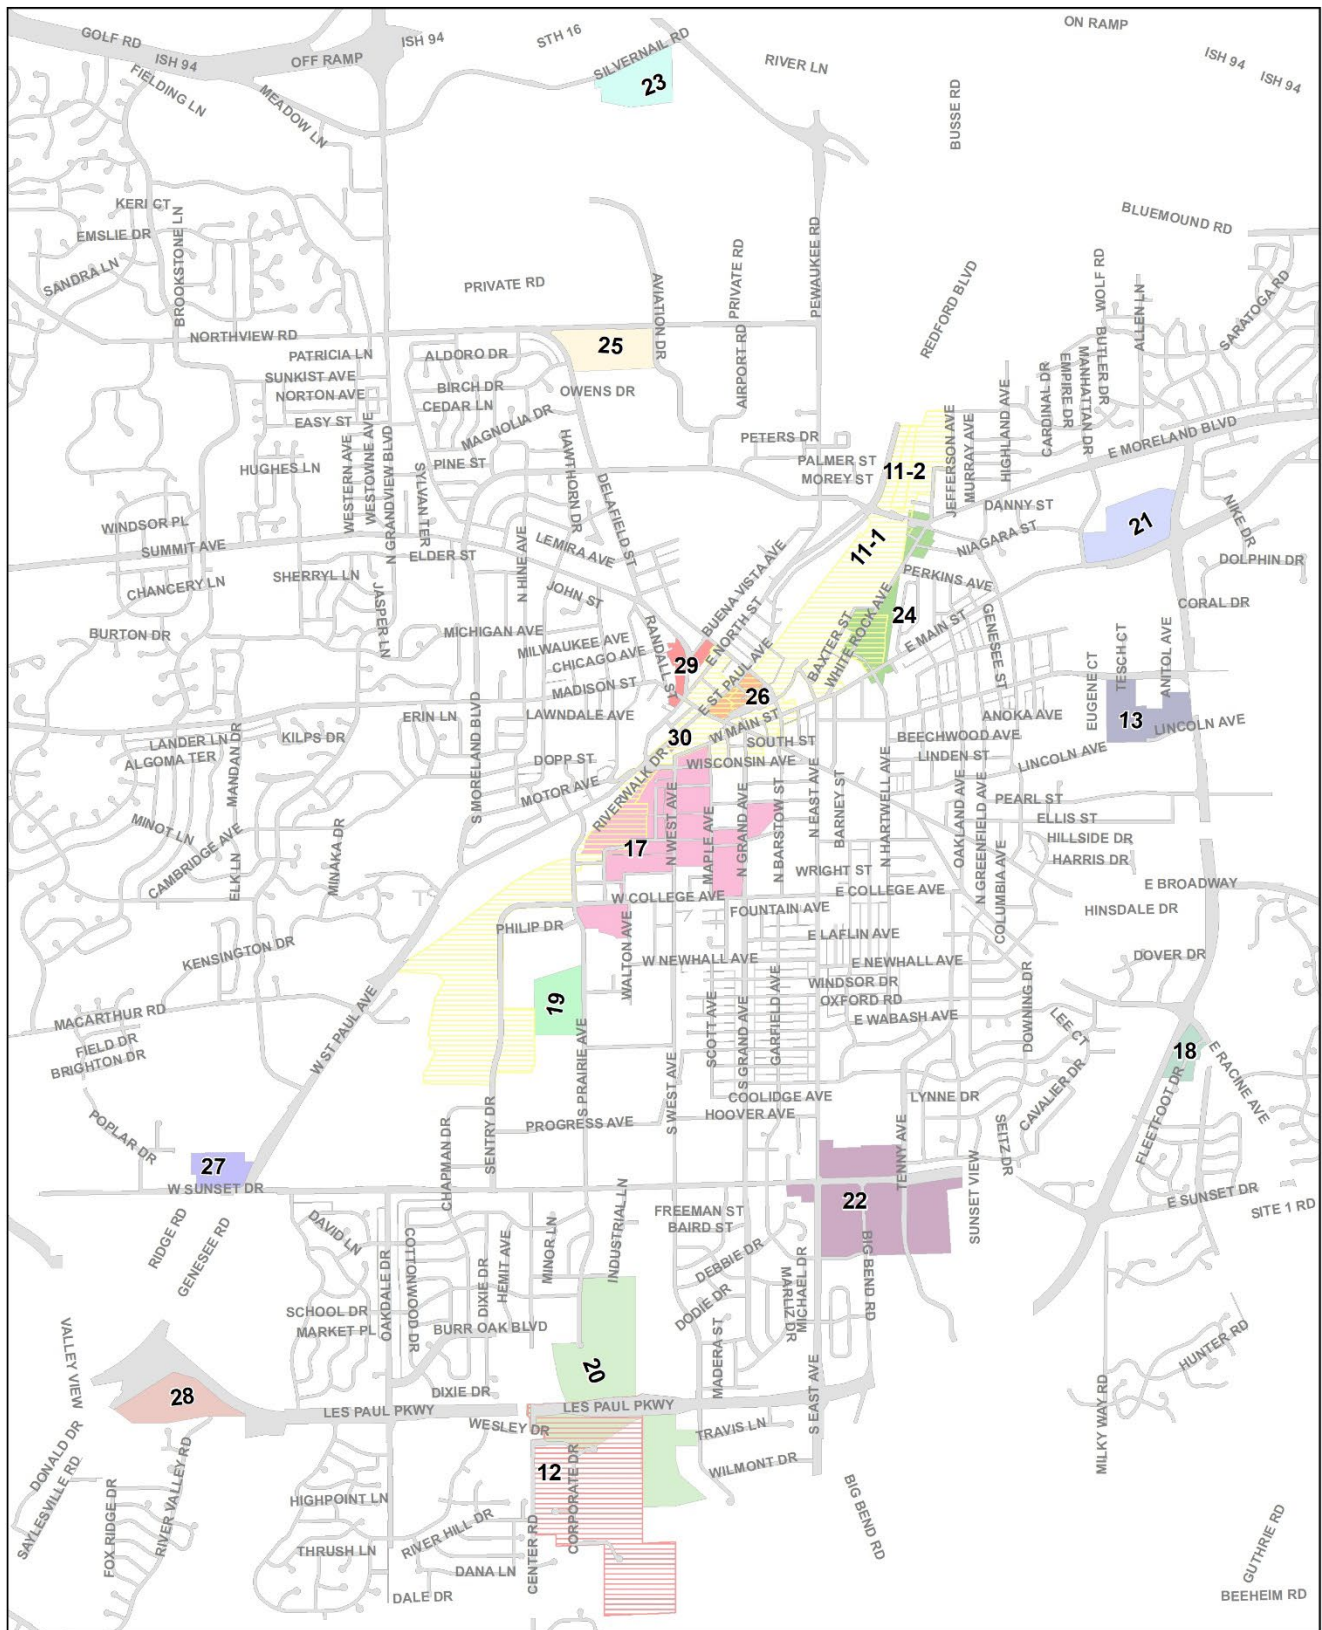 GOLF RD
ISH 94
OFF RAMP
ISH 94
STH 16
SILVERNAIL RD
RIVER LN
ON RAMP
ISH 94
ISH 94
FIELDING LN
MEADOW LN
23
BUSSE RD
KERI CT
EMSLIE DR
SANDRA LN
BROOKSTONE LN
PRIVATE RD
AVIATION DR
PRIVATE RD
PEWAUKEE RD
BLUEMOUND RD
REDFORD BLVD
WOLF RD
ALLEN LN
SARATOGA RD
NORTHVIEW RD
PATRICIA LN
ALDORO DR
25
AIRPORT RD
SUNKIST AVE
NORTON AVE
BIRCH DR
CEDAR LN
OWENS DR
EASY ST
MAGNOLIA DR
CARDINAL DR
EMPIRE DR
MANHATTAN DR
BUTLER DR
HUGHES LN
WESTERN AVE
WESTOWNE AVE
N GRANDVIEW BLVD
PINE ST
SYLVAN TER
HAWTHORN DR
DELAFIELD ST
PETERS DR
PALMER ST
MOREY ST
11-2
JEFFERSON AVE
MURRAY AVE
HIGHLAND AVE
E MORELAND BLVD
DANNY ST
NIAGARA ST
21
NIKE DR
DOLPHIN DR
WINDSOR PL
SUMMIT AVE
CHANCERY LN
SHERRYL LN
ELDER ST
N HINE AVE
LEMIRA AVE
JOHN ST
11-1
PERKINS AVE
CORAL DR
BURTON DR
JASPER LN
MICHIGAN AVE
MILWAUKEE AVE
CHICAGO AVE
MADISON ST
RANDALL ST
BUENA VISTA AVE
E NORTH ST
29
E ST PAUL AVE
BAXTER ST
WHITE ROCK AVE
24
E MAIN ST
GENESEE ST
EUGENE CT
TESCH CT
ANITOL AVE
ERIN LN
LAWNDALE AVE
26
W MAIN ST
ANOKA AVE
13
LINCOLN AVE
LANDER LN
ALGOMA TER
KILPS DR
MANDAN DR
S MORELAND BLVD
30
SOUTH ST
BEECHWOOD AVE
LINDEN ST
LINCOLN AVE
DOPP ST
WISCONSIN AVE
MOTOR AVE
RIVERWALK DR
PEARL ST
ELLIS ST
HILLSIDE DR
HARRIS DR
MINOT LN
CAMBRIDGE AVE
ELK LN
MINAKA DR
17
N WEST AVE
MAPLE AVE
N GRAND AVE
N BARSTOW ST
N EAST AVE
BARNEY ST
N HARTWELL AVE
OAKLAND AVE
N GREENFIELD AVE
COLUMBIA AVE
WRIGHT ST
E BROADWAY
W COLLEGE AVE
E COLLEGE AVE
HINSDALE DR
FOUNTAIN AVE
PHILIP DR
WALTON AVE
E LAFLIN AVE
KENSINGTON DR
W NEWHALL AVE
E NEWHALL AVE
DOVER DR
WINDSOR DR
OXFORD RD
E WABASH AVE
MACARTHUR RD
FIELD DR
BRIGHTON DR
W ST PAUL AVE
19
S PRAIRIE AVE
SCOTT AVE
S GRAND AVE
GARFIELD AVE
DOWNING DR
LEE CT
18
E RACINE AVE
COOLIDGE AVE
HOOVER AVE
LYNNE DR
SEITZ DR
CAVALIER DR
FLEETFOOT DR
POPLAR DR
CHAPMAN DR
SENTRY DR
PROGRESS AVE
S WEST AVE
TENNY AVE
27
W SUNSET DR
22
SUNSET VIEW
E SUNSET DR
SITE 1 RD
RIDGE RD
GENESEE RD
DAVID LN
FREEMAN ST
BAIRD ST
OAKDALE DR
COTTONWOOD DR
DIXIE DR
HEMIT AVE
MINOR LN
INDUSTRIAL LN
DEBBIE DR
DODIE DR
MARLIZ DR
MICHAEL DR
BIG BEND RD
SCHOOL DR
MARKET PL
BURR OAK BLVD
VALLEY VIEW
28
20
MADERA ST
HUNTER RD
DIXIE DR
LES PAUL PKWY
LES PAUL PKWY
WESLEY DR
S EAST AVE
MILKY WAY RD
TRAVIS LN
DONALD DR
SAYLESVILLE RD
RIVER VALLEY RD
FOX RIDGE DR
12
CORPORATE DR
WILMONT DR
BIG BEND RD
HIGHPOINT LN
RIVER HILL DR
CENTER RD
THRUSH LN
DANA LN
DALE DR
GUTHRIE RD
BEEHEIM RD